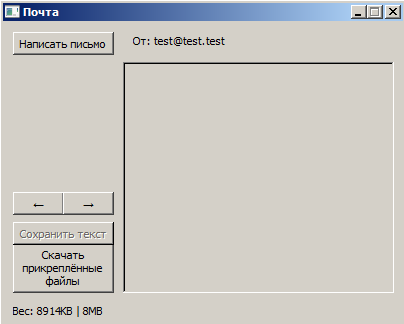 Почта
Написать письмо
От: test@test.test
← →
Сохранить текст
Скачать
прикреплённые
файлы
Вес: 8914KB | 8MB